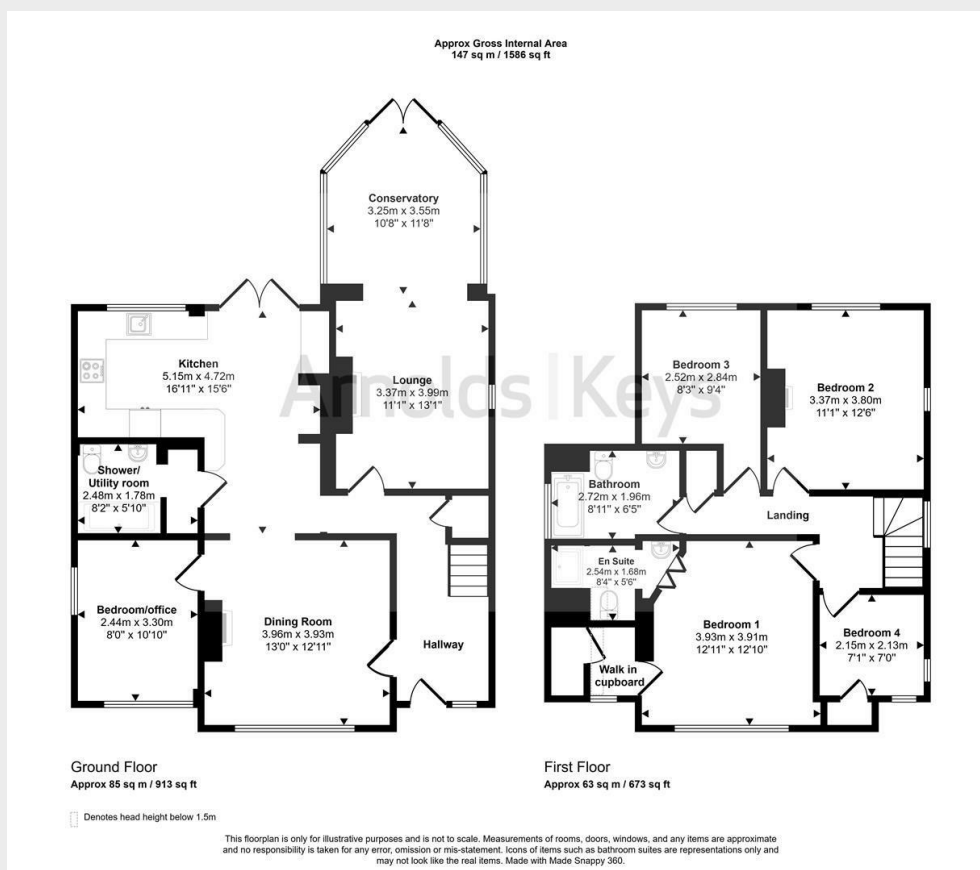 Approx Gross Internal Area
147 sq m / 1586 sq ft
Conservatory
3.25m x 3.55m
10'8" x 11'8"
Kitchen
5.15m x 4.72m
16'11" x 15'6"
Lounge
3.37m x 3.99m
11'1" x 13'1"
Shower/
Utility room
2.48m x 1.78m
8'2" x 5'10"
Bedroom/office
2.44m x 3.30m
8'0" x 10'10"
Dining Room
3.96m x 3.93m
13'0" x 12'11"
Hallway
Bedroom 3
2.52m x 2.84m
8'3" x 9'4"
Bedroom 2
3.37m x 3.80m
11'1" x 12'6"
Bathroom
2.72m x 1.96m
8'11" x 6'5"
Landing
En Suite
2.54m x 1.68m
8'4" x 5'6"
Bedroom 1
3.93m x 3.91m
12'11" x 12'10"
Bedroom 4
2.15m x 2.13m
7'1" x 7'0"
Walk in
cupboard
Arnolds | Keys
Ground Floor
Approx 85 sq m / 913 sq ft
First Floor
Approx 63 sq m / 673 sq ft
Denotes head height below 1.5m
This floorplan is only for illustrative purposes and is not to scale. Measurements of rooms, doors, windows, and any items are approximate
and no responsibility is taken for any error, omission or mis-statement. Icons of items such as bathroom suites are representations only and
may not look like the real items. Made with Made Snappy 360.